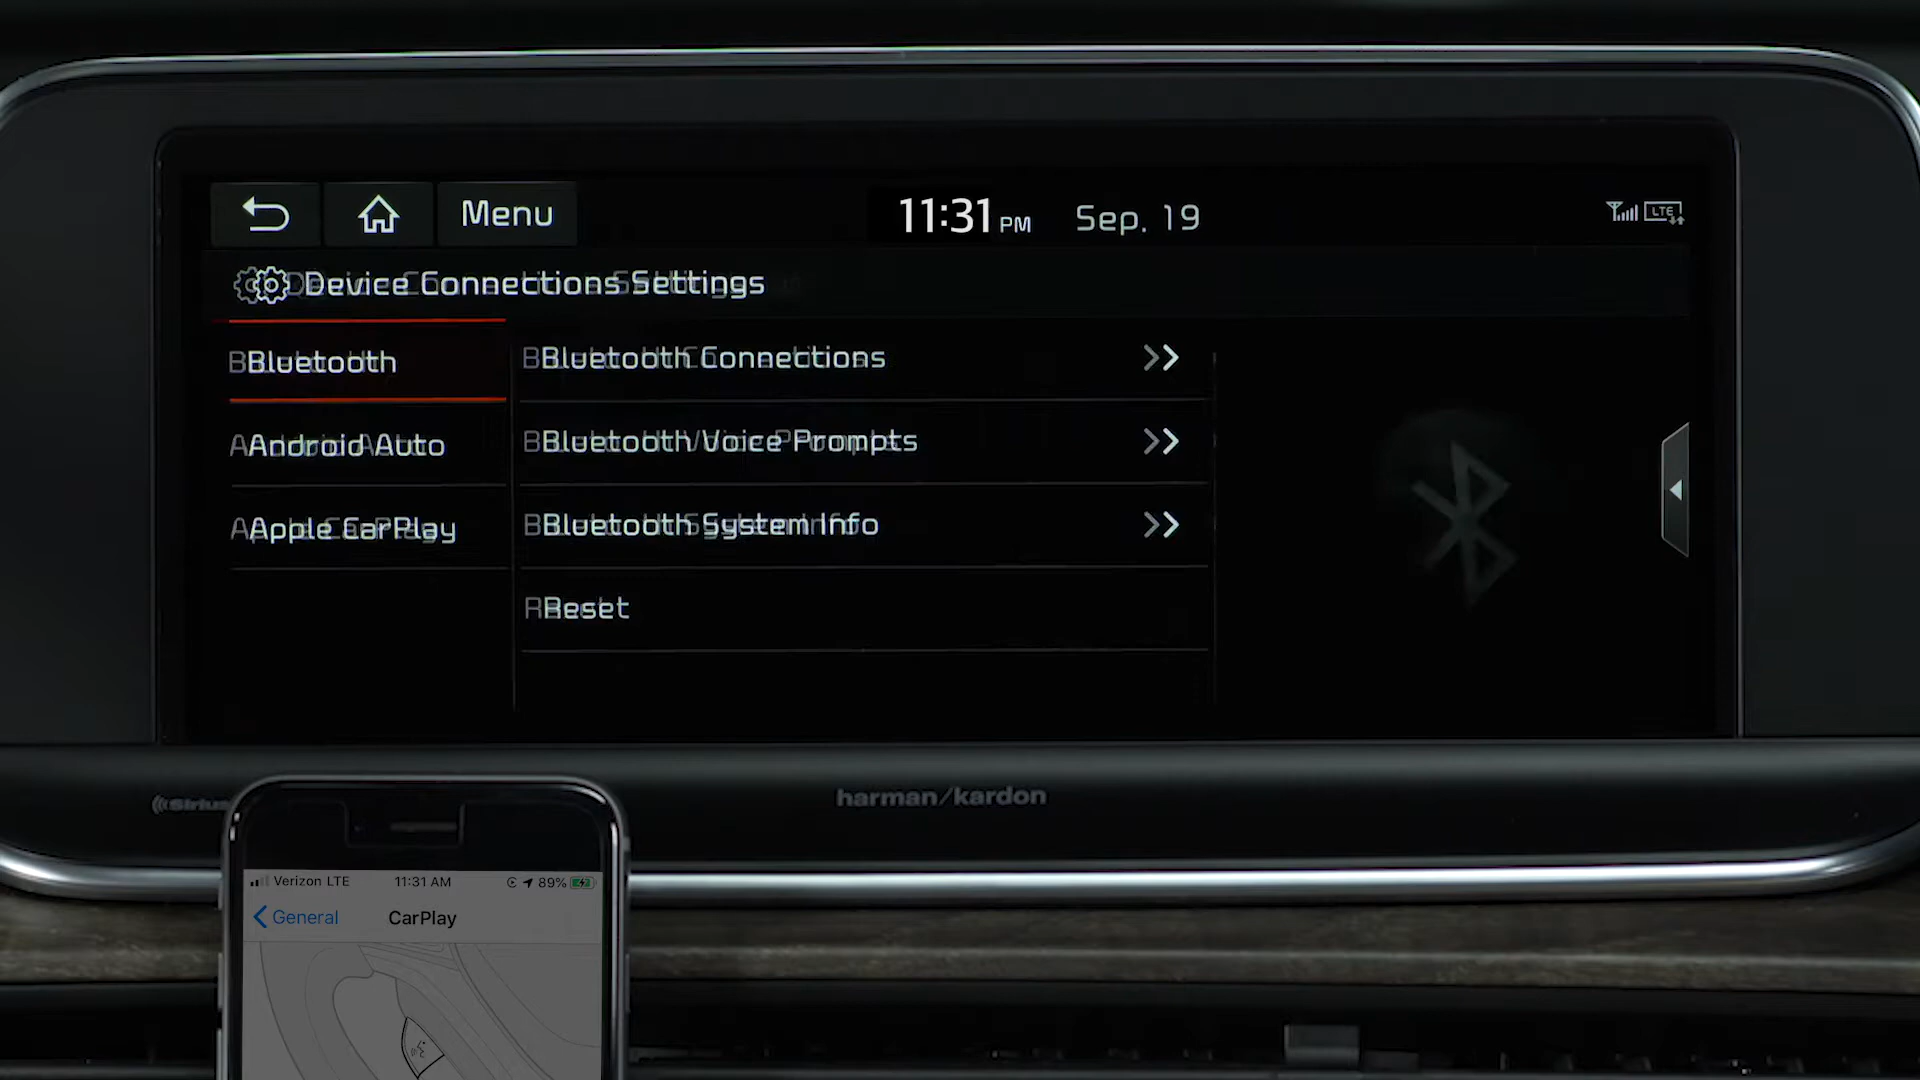 Menu
11:31 PM Sep. 19
LTE
Device Connections Settings
Bluetooth
Android Auto
Apple CarPlay
Bluetooth Connections
Bluetooth Voice Prompts
Bluetooth System Info
Reset
harman/kardon
Verizon LTE 11:31 AM 89%
General CarPlay